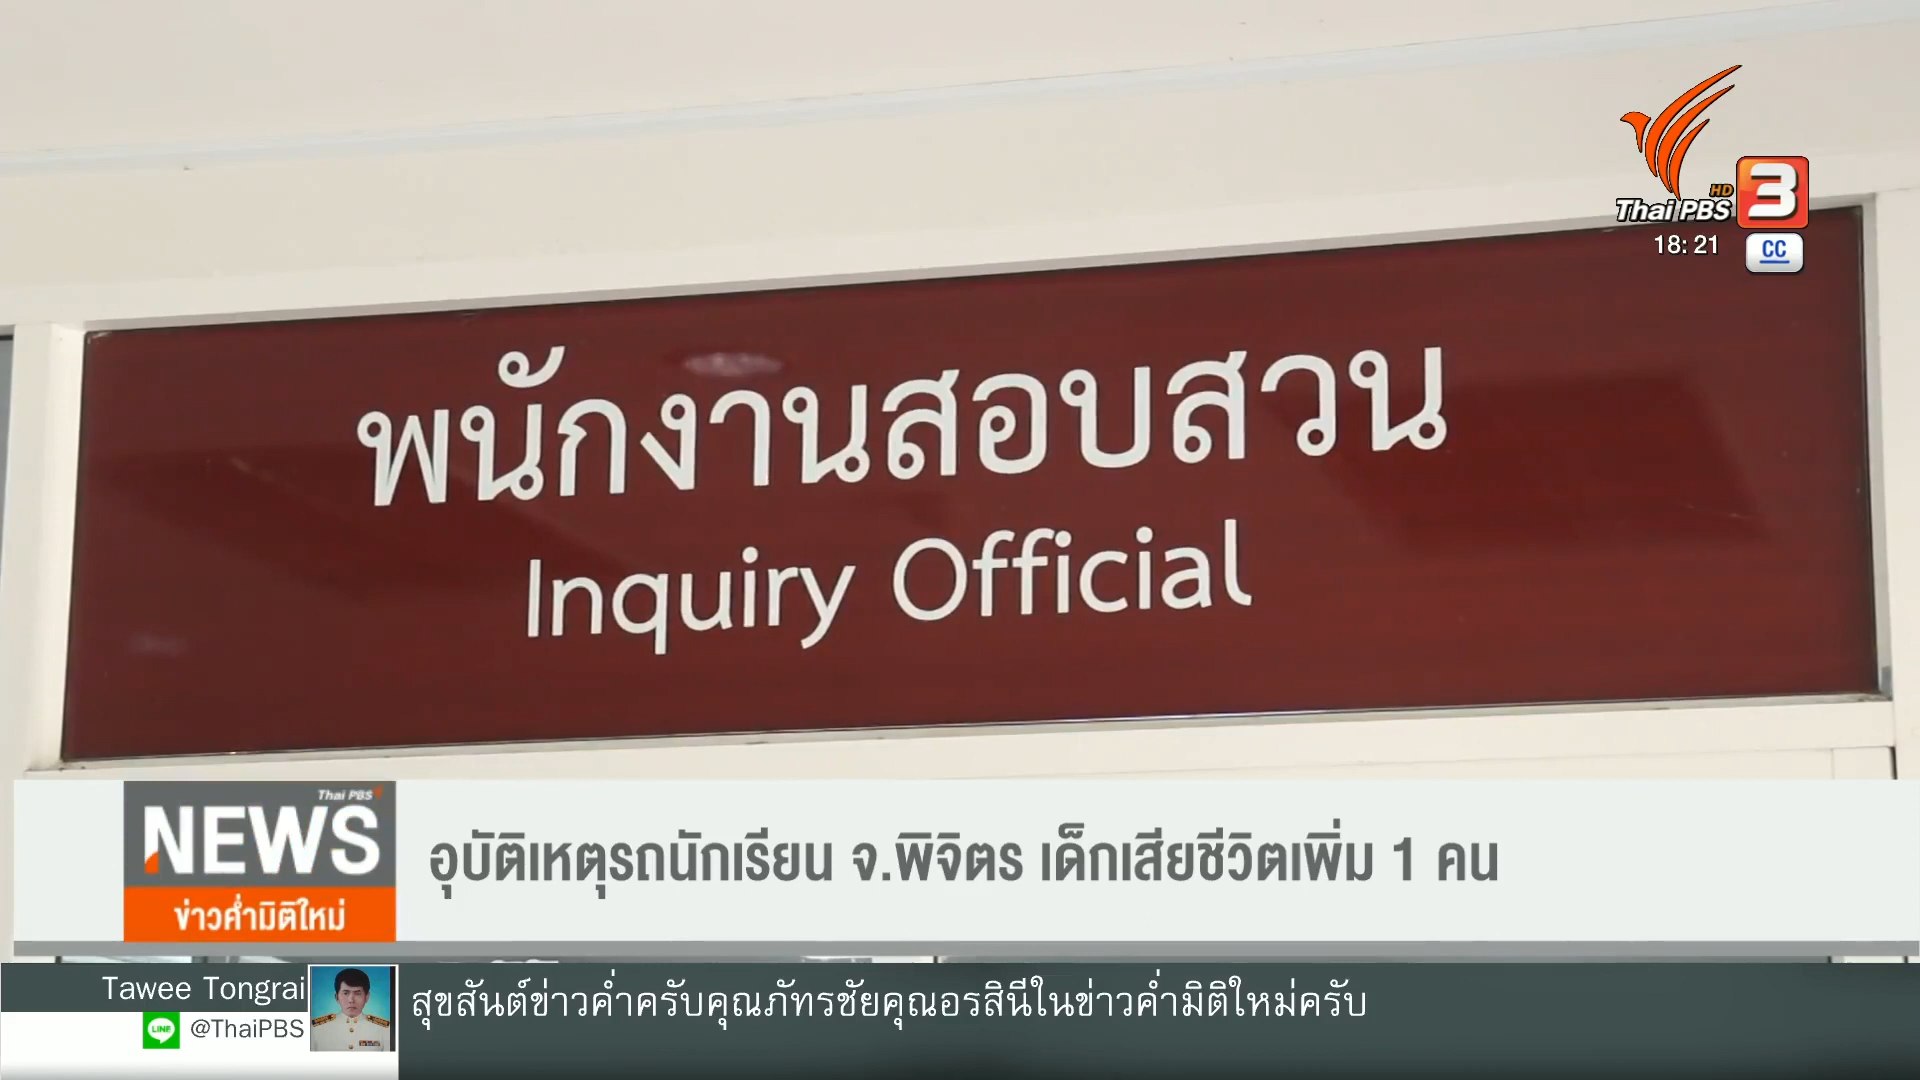 HD
Thai PBS 3
18:21
CC
พนักงานสอบสวน
Inquiry Official
Thai PBS
NEWS
ข่าวค่ำมิติใหม่
อุบัติเหตุรถนักเรียน จ.พิจิตร เด็กเสียชีวิตเพิ่ม 1 คน
Tawee Tongrai
LINE @ThaiPBS
สุขสันต์ข่าวค่ำครับคุณภัทรชัยคุณอรสินีในข่าวค่ำมิติใหม่ครับ